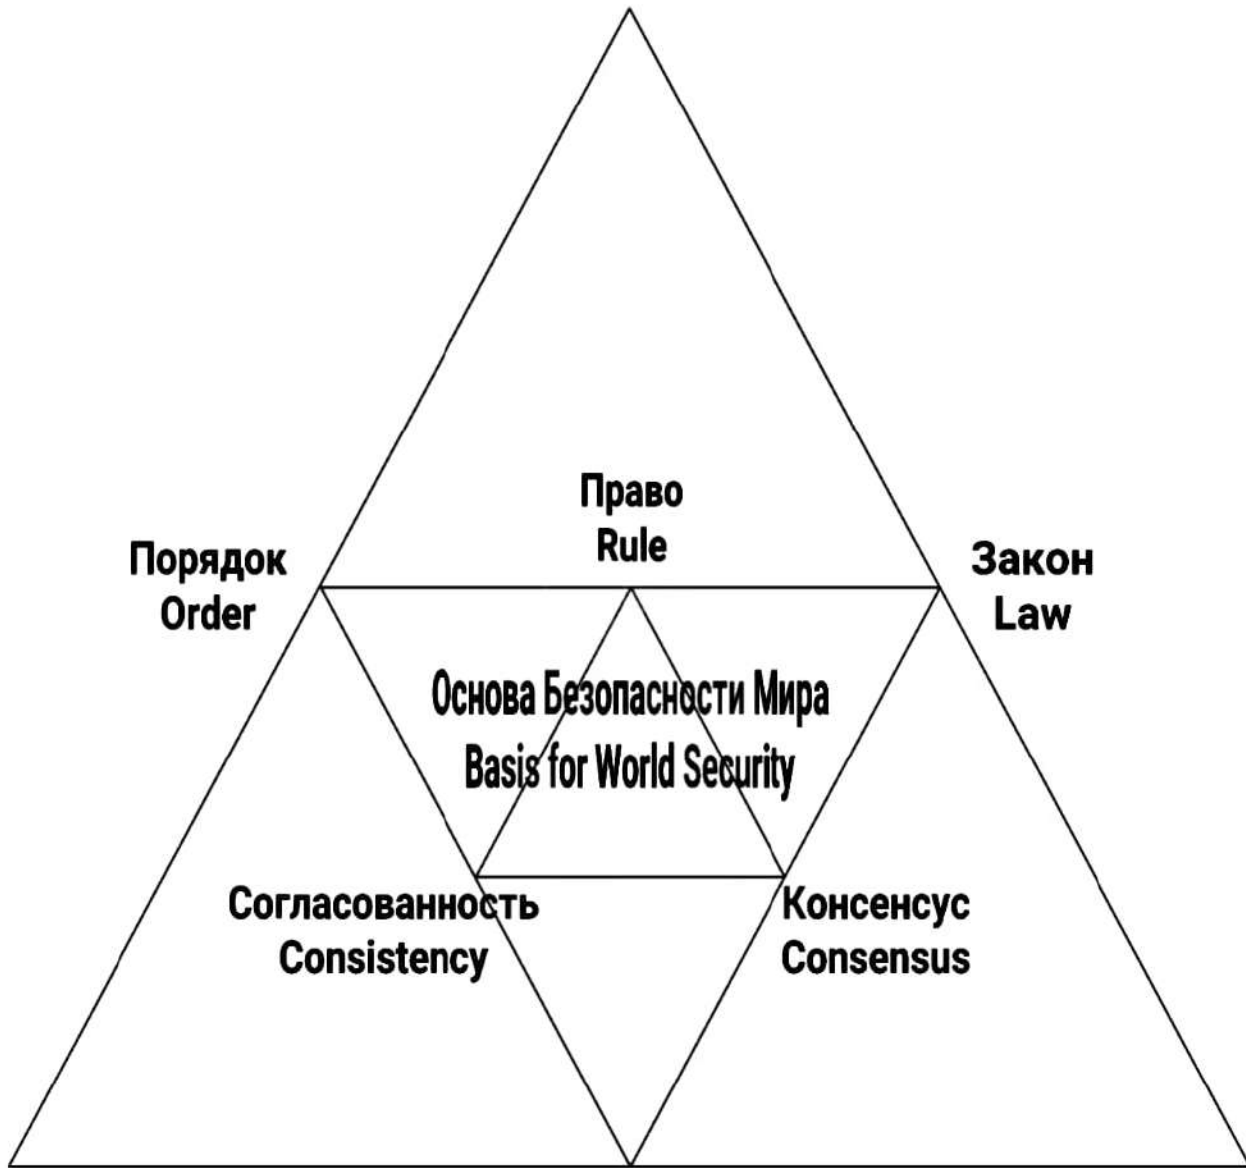 Право
Rule
Порядок
Order
Закон
Law
Основа Безопасности Мира
Basis for World Security
Согласованность
Consistency
Консенсус
Consensus